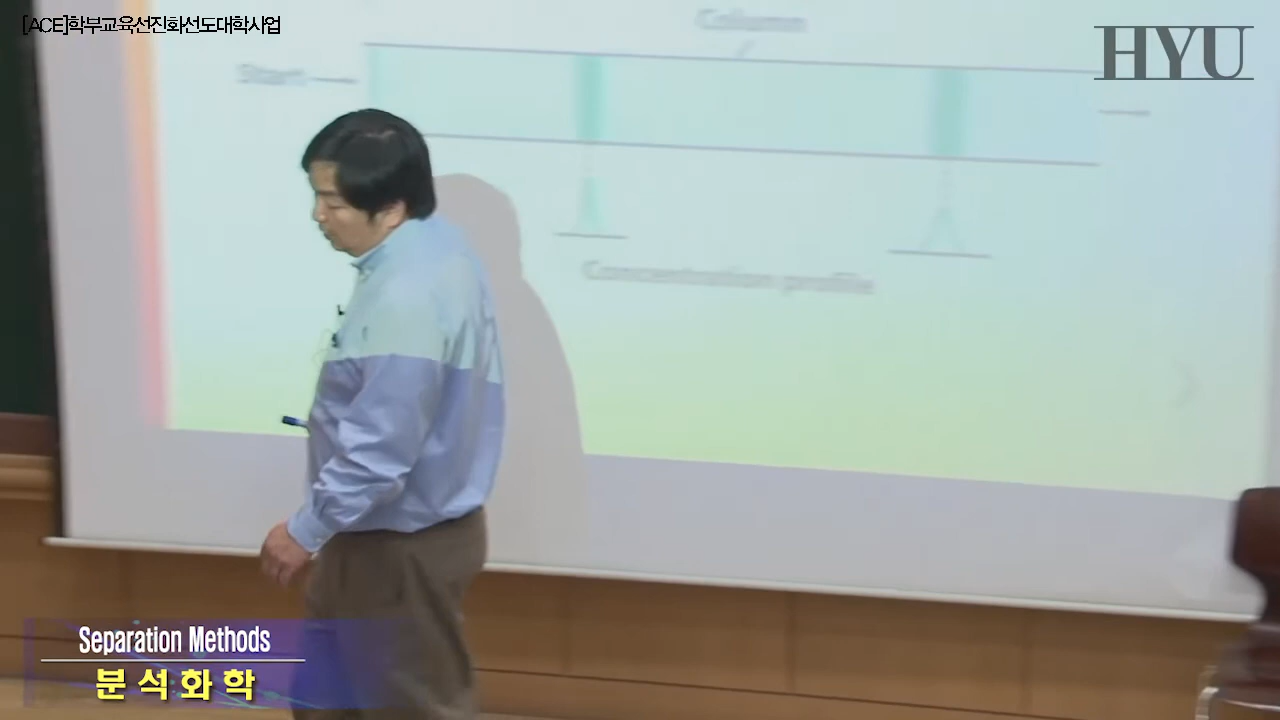 [ACE]학부교육선진화선도대학사업
HYU
Column
Start
Concentration profile
Separation Methods
분석화학